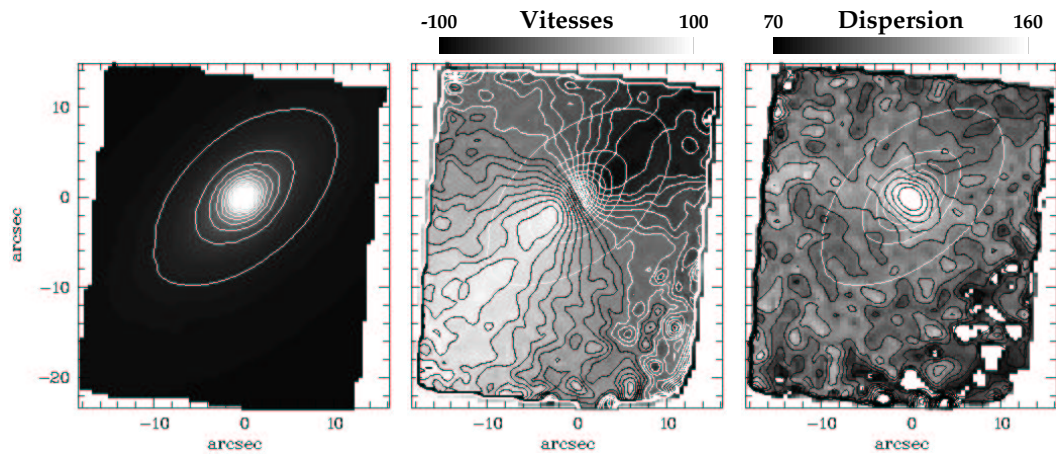 -100 Vitesses 100 70 Dispersion 160
10
0
−10
−20
arcsec
−10 0 10 −10 0 10 −10 0 10
arcsec arcsec arcsec